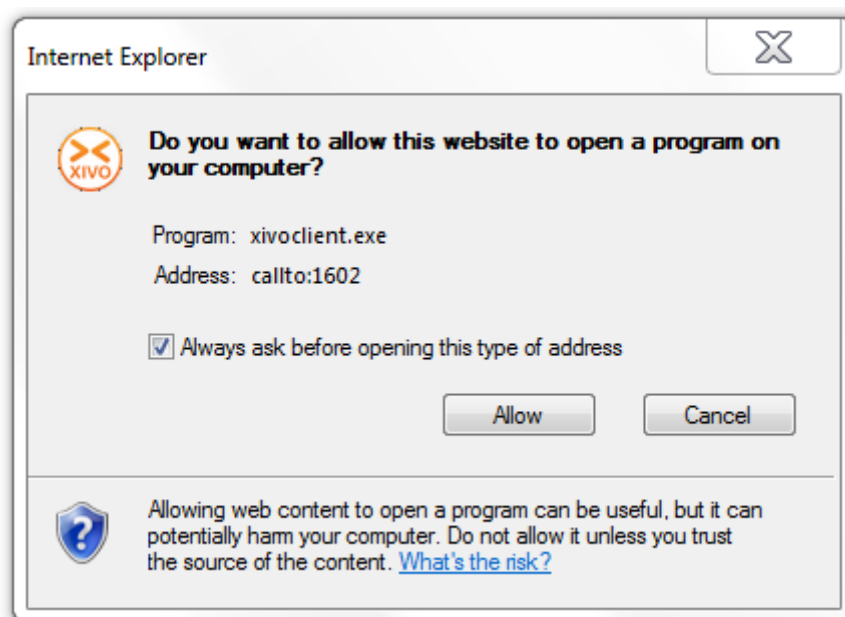 Internet Explorer
Do you want to allow this website to open a program on
your computer?
XIVO
Program: xivoclient.exe
Address: callto:1602
Always ask before opening this type of address
Allow
Cancel
Allowing web content to open a program can be useful, but it can
potentially harm your computer. Do not allow it unless you trust
the source of the content. What's the risk?